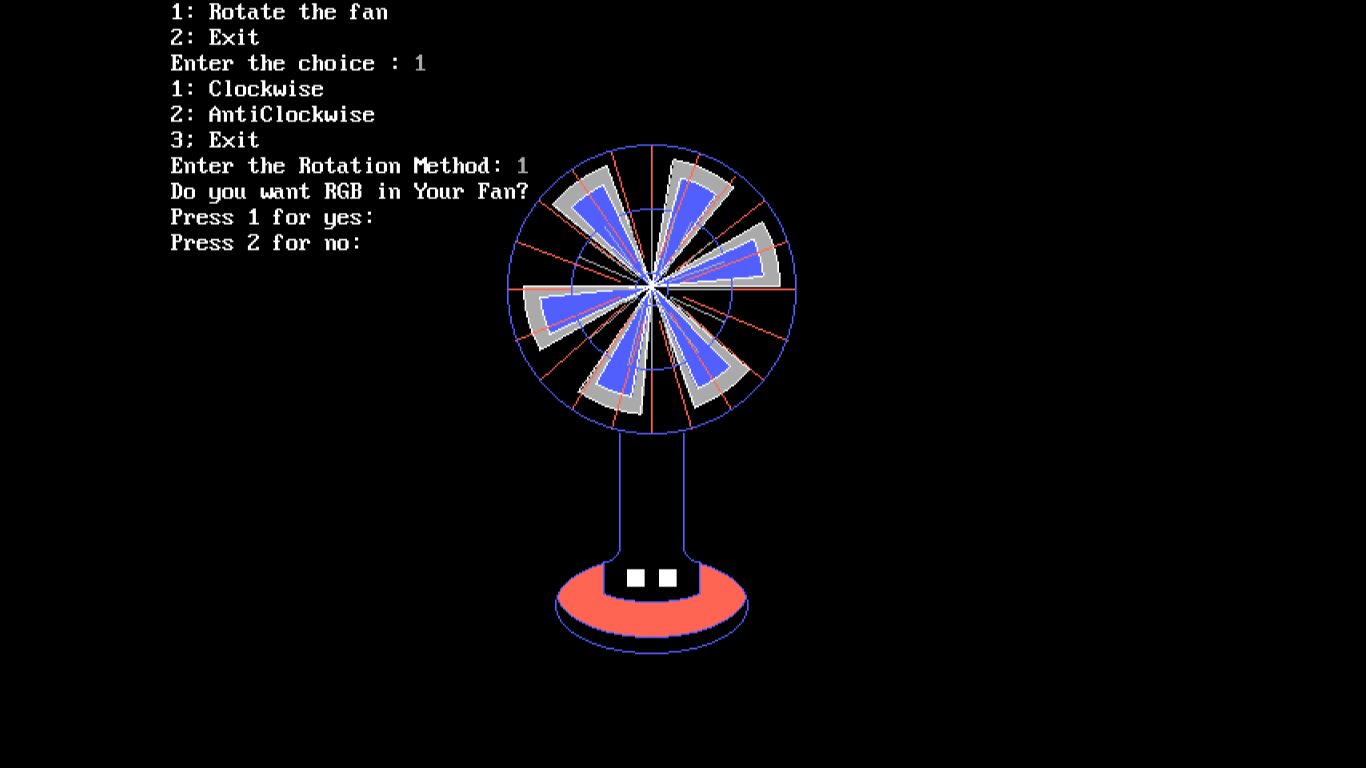 1: Rotate the fan
2: Exit
Enter the choice : 1
1: Clockwise
2: AntiClockwise
3; Exit
Enter the Rotation Method: 1
Do you want RGB in Your Fan?
Press 1 for yes:
Press 2 for no: